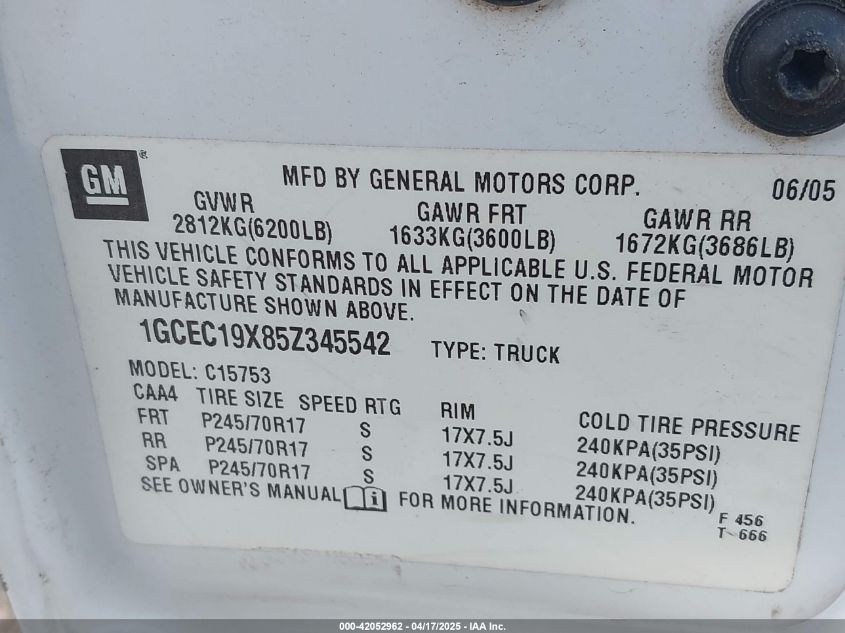 GM ® MFD BY GENERAL MOTORS CORP. 06/05
GVWR GAWR FRT GAWR RR
2812KG(6200LB) 1633KG(3600LB) 1672KG(3686LB)
THIS VEHICLE CONFORMS TO ALL APPLICABLE U.S. FEDERAL MOTOR
VEHICLE SAFETY STANDARDS IN EFFECT ON THE DATE OF
MANUFACTURE SHOWN ABOVE.
1GCEC19X85Z345542 TYPE: TRUCK
MODEL: C15753
CAA4 TIRE SIZE SPEED RTG RIM COLD TIRE PRESSURE
FRT P245/70R17 S 17X7.5J 240KPA(35PSI)
RR P245/70R17 S 17X7.5J 240KPA(35PSI)
SPA P245/70R17 S 17X7.5J 240KPA(35PSI)
SEE OWNER'S MANUAL FOR MORE INFORMATION.
F 456
T 666
000-42052962 - 04/17/2025 - IAA Inc.